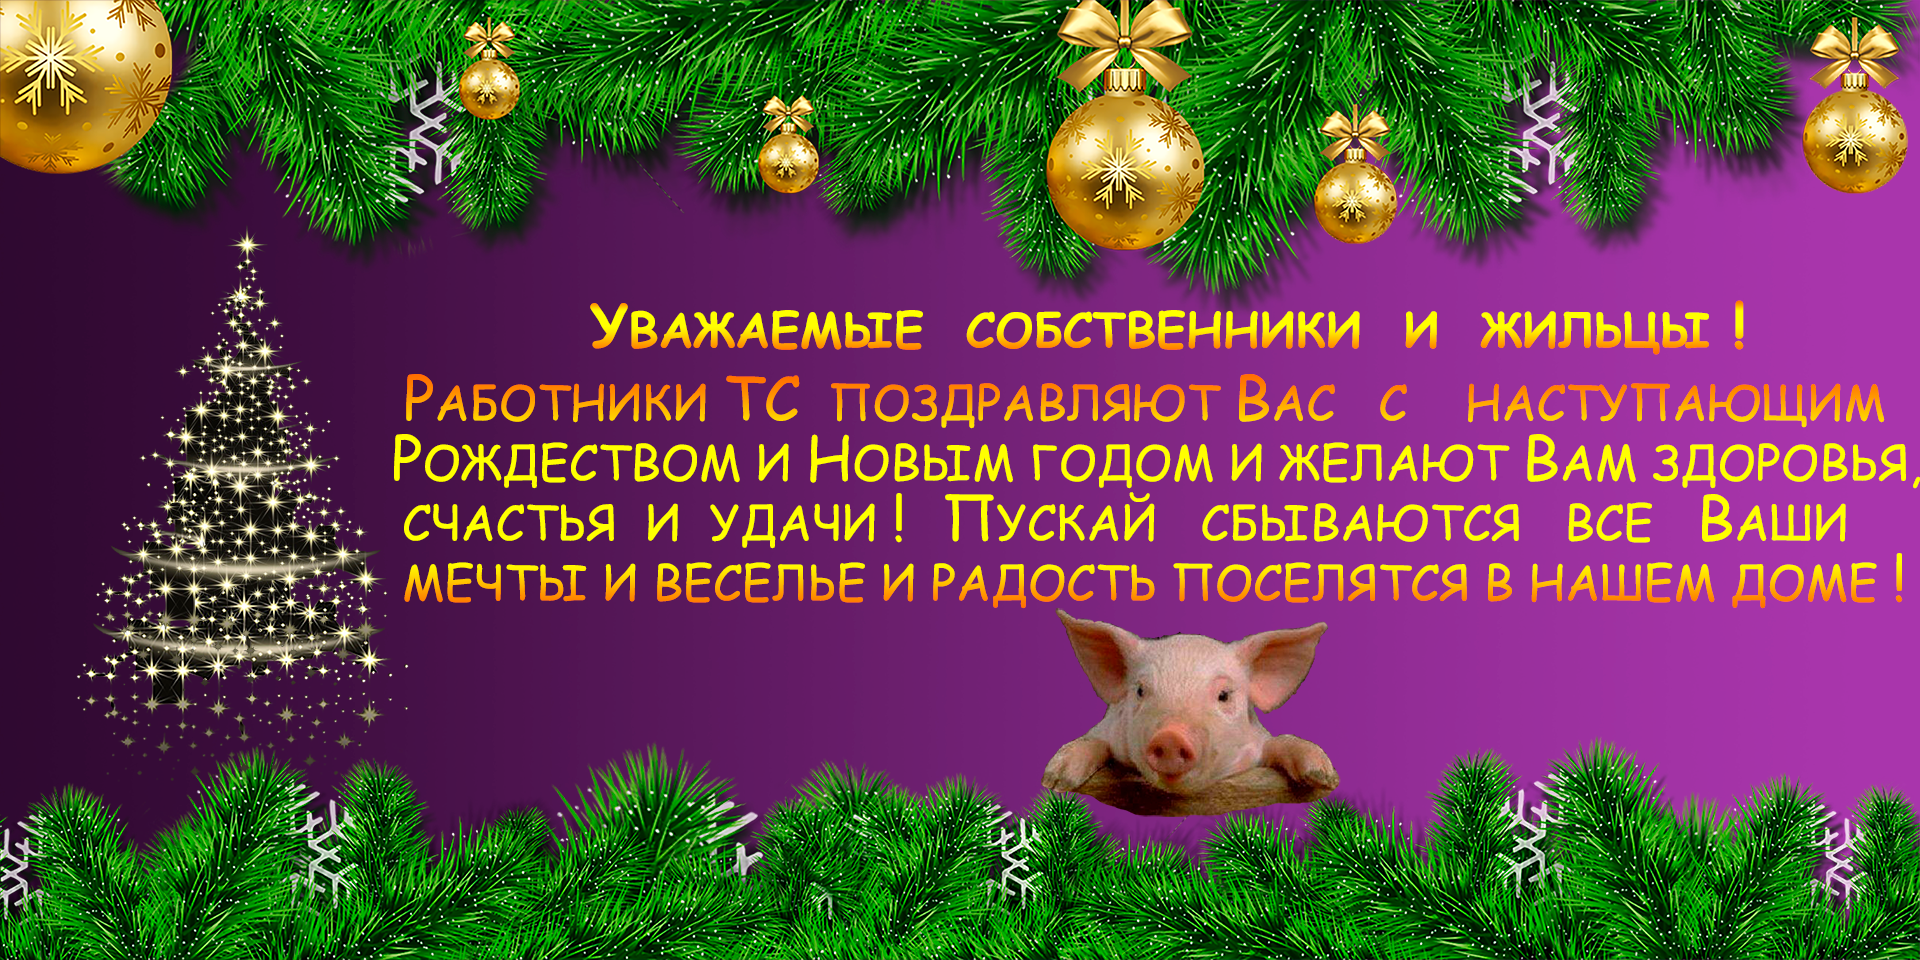 Уважаемые собственники и жильцы !
Работники ТС поздравляют Вас с наступающим
Рождеством и Новым годом и желают Вам здоровья,
счастья и удачи ! Пускай сбываются все Ваши
мечты и веселье и радость поселятся в нашем доме !